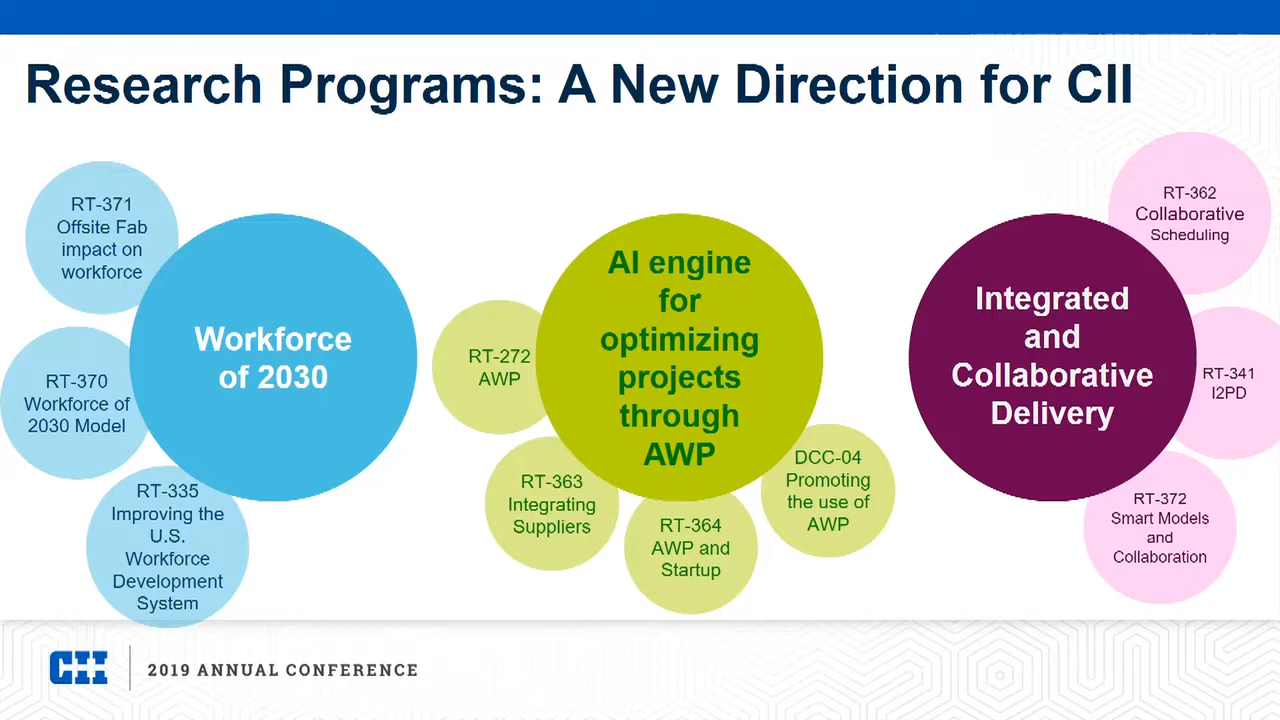 Research Programs: A New Direction for CII
RT-371
Offsite Fab
impact on
workforce
RT-370
Workforce of
2030 Model
RT-335
Improving the
U.S.
Workforce
Development
System
Workforce
of 2030
RT-272
AWP
RT-363
Integrating
Suppliers
RT-364
AWP and
Startup
DCC-04
Promoting
the use of
AWP
AI engine
for
optimizing
projects
through
AWP
Integrated
and
Collaborative
Delivery
RT-362
Collaborative
Scheduling
RT-341
I2PD
RT-372
Smart Models
and
Collaboration
CII
2019 ANNUAL CONFERENCE